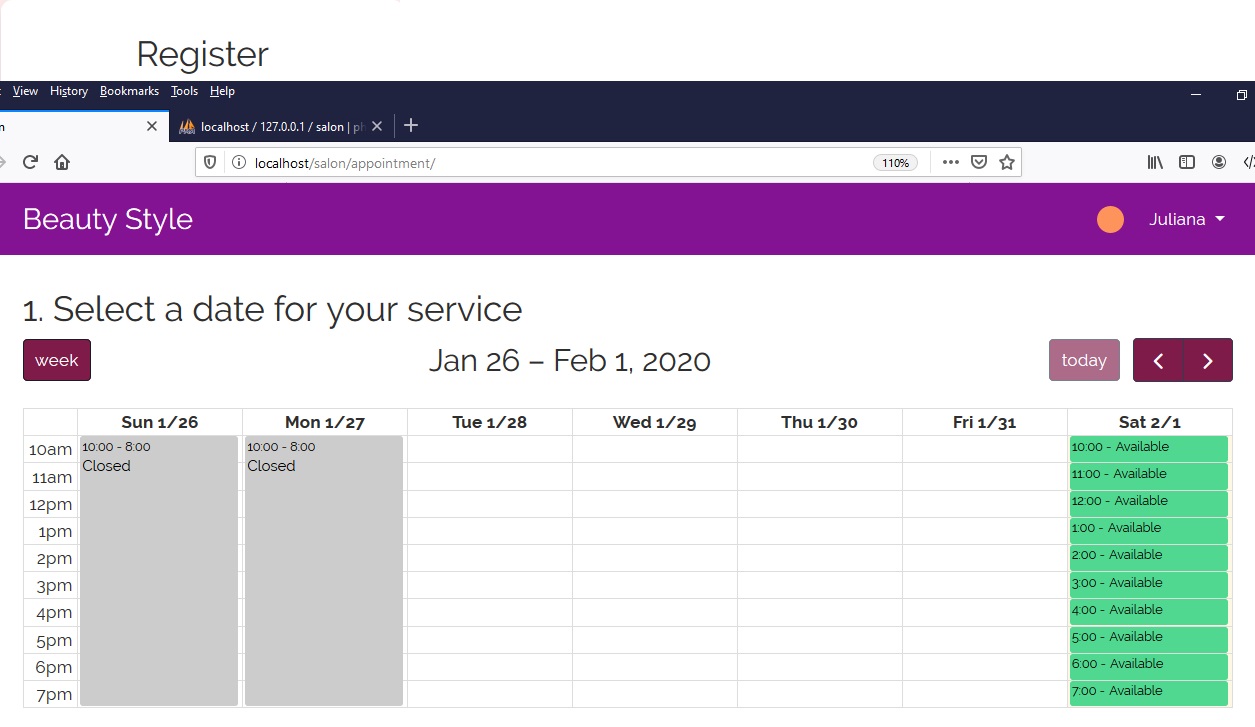 Register
View History Bookmarks Tools Help
localhost / 127.0.0.1 / salon |
localhost/salon/appointment/ 110%
Beauty Style Juliana
1. Select a date for your service
week Jan 26 – Feb 1, 2020 today
Sun 1/26 Mon 1/27 Tue 1/28 Wed 1/29 Thu 1/30 Fri 1/31 Sat 2/1
10am 10:00 - 8:00 10:00 - 8:00 10:00 - Available
Closed Closed
11am 11:00 - Available
12pm 12:00 - Available
1pm 1:00 - Available
2pm 2:00 - Available
3pm 3:00 - Available
4pm 4:00 - Available
5pm 5:00 - Available
6pm 6:00 - Available
7pm 7:00 - Available